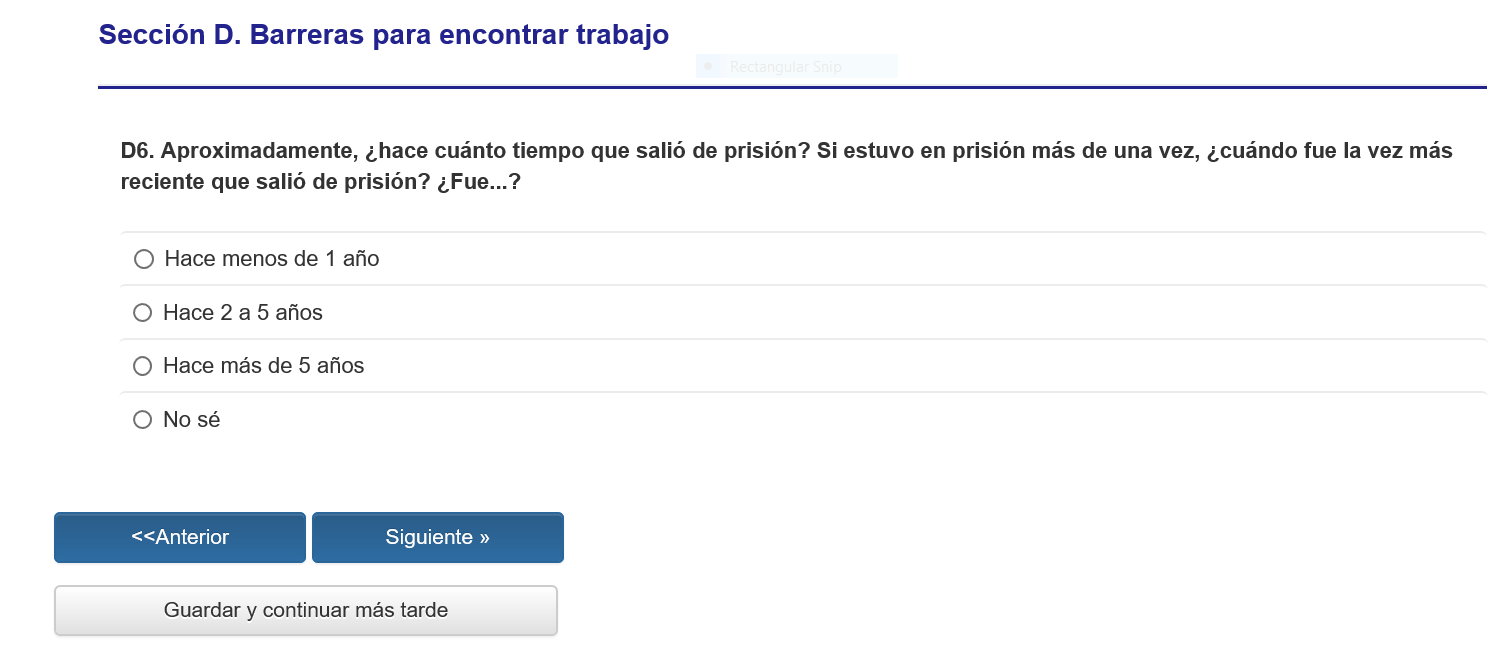 Sección D. Barreras para encontrar trabajo
Rectangular Snip
D6. Aproximadamente, ¿hace cuánto tiempo que salió de prisión? Si estuvo en prisión más de una vez, ¿cuándo fue la vez más
reciente que salió de prisión? ¿Fue...?
Hace menos de 1 año
Hace 2 a 5 años
Hace más de 5 años
No sé
<<Anterior
Siguiente »
Guardar y continuar más tarde